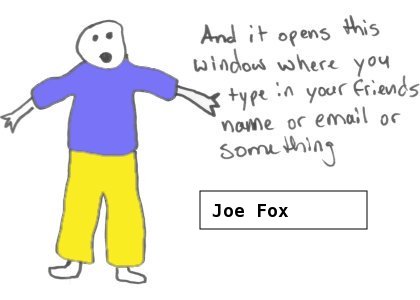 And it opens this
window where you
type in your friends
name or email or
something
Joe Fox